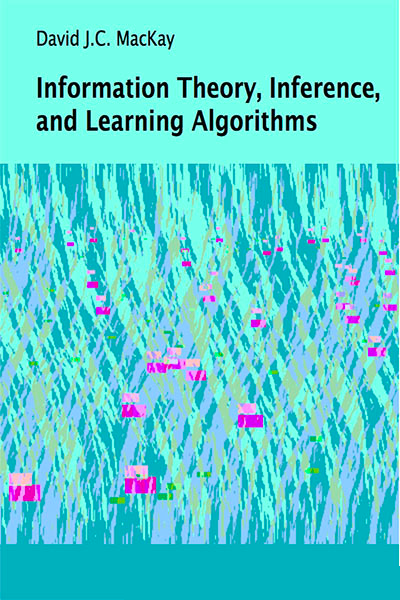 David J.C. MacKay
Information Theory, Inference,
and Learning Algorithms